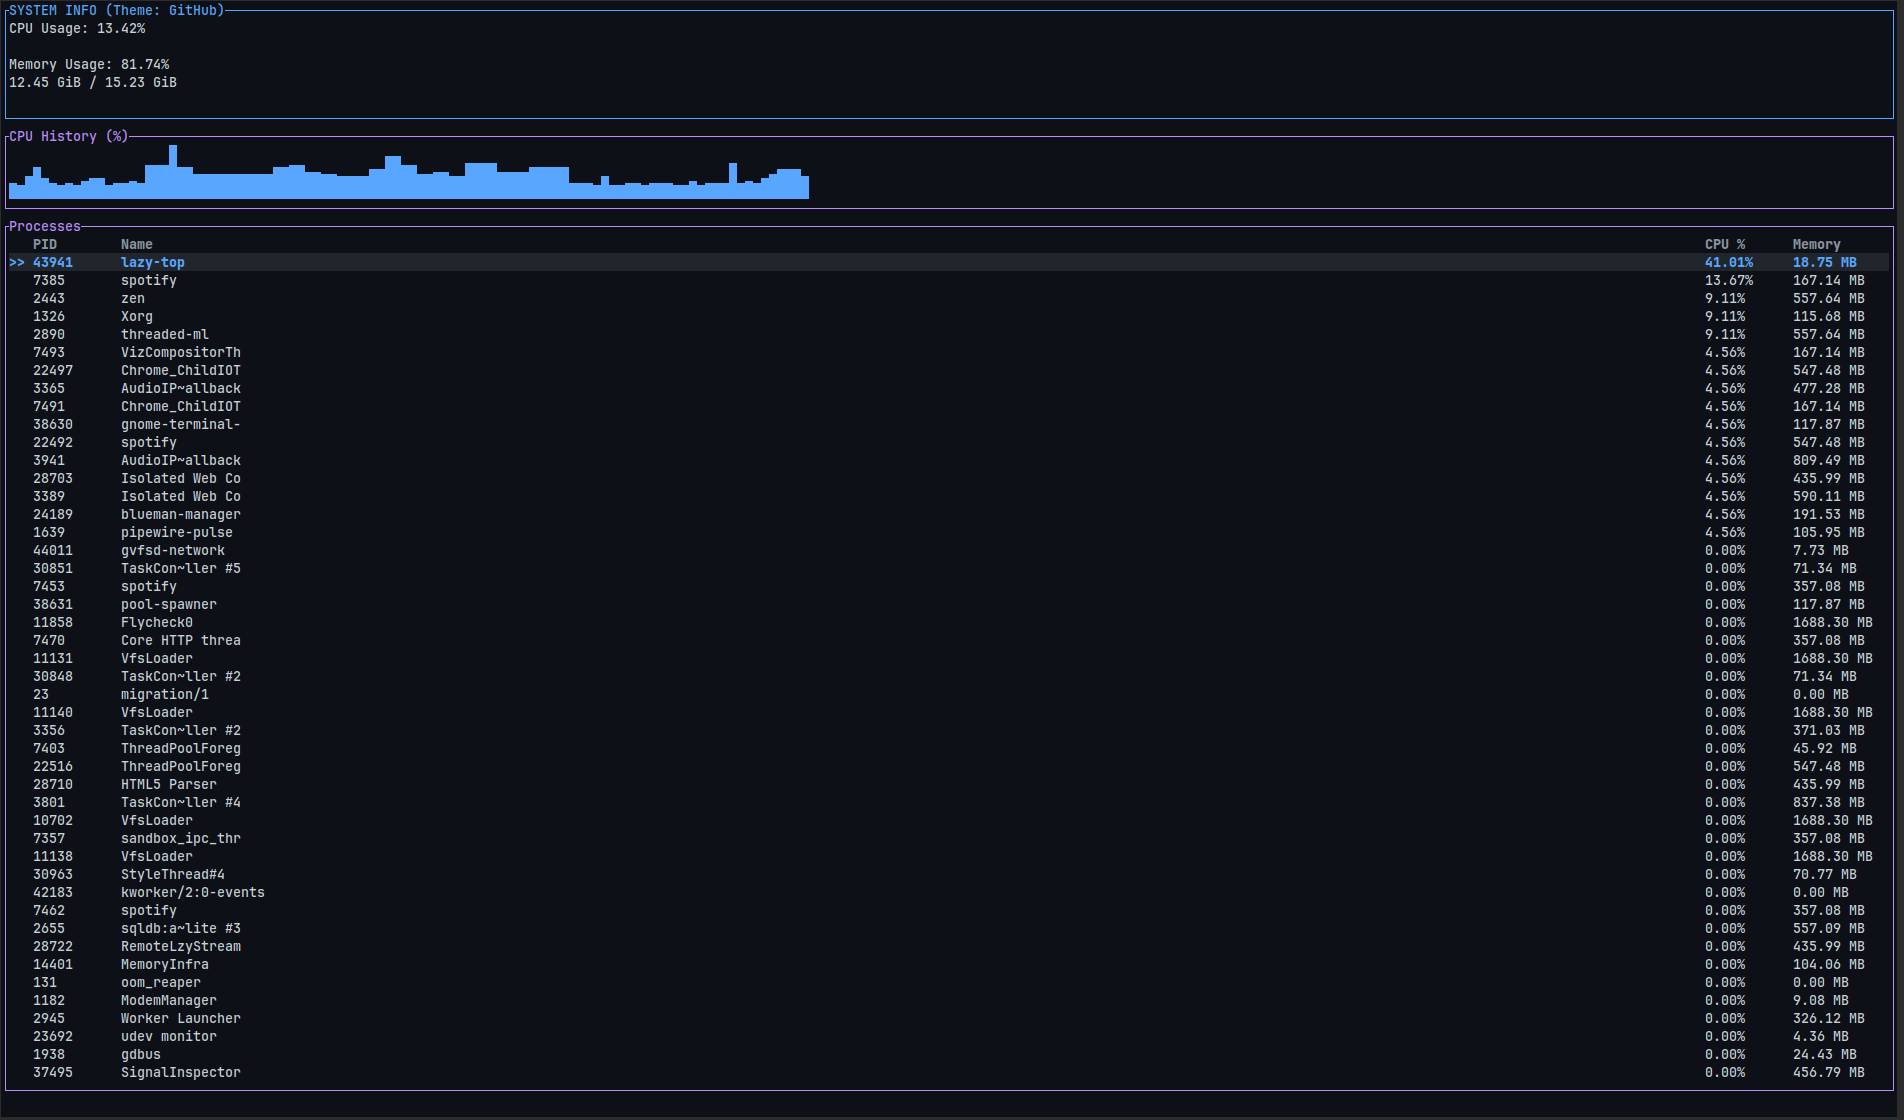 SYSTEM INFO (Theme: GitHub)
CPU Usage: 13.42%
Memory Usage: 81.74%
12.45 GiB / 15.23 GiB
CPU History (%)
Processes
PID Name CPU % Memory
>> 43941 lazy-top 41.01% 18.75 MB
7385 spotify 13.67% 167.14 MB
2443 zen 9.11% 557.64 MB
1326 Xorg 9.11% 115.68 MB
2890 threaded-ml 9.11% 557.64 MB
7493 VizCompositorTh 4.56% 167.14 MB
22497 Chrome_ChildIOT 4.56% 547.48 MB
3365 AudioIP~allback 4.56% 477.28 MB
7491 Chrome_ChildIOT 4.56% 167.14 MB
38630 gnome-terminal- 4.56% 117.87 MB
22492 spotify 4.56% 547.48 MB
3941 AudioIP~allback 4.56% 809.49 MB
28703 Isolated Web Co 4.56% 435.99 MB
3389 Isolated Web Co 4.56% 590.11 MB
24189 blueman-manager 4.56% 191.53 MB
1639 pipewire-pulse 4.56% 105.95 MB
44011 gvfsd-network 0.00% 7.73 MB
30851 TaskCon~ller #5 0.00% 71.34 MB
7453 spotify 0.00% 357.08 MB
38631 pool-spawner 0.00% 117.87 MB
11858 Flycheck0 0.00% 1688.30 MB
7470 Core HTTP threa 0.00% 357.08 MB
11131 VfsLoader 0.00% 1688.30 MB
30848 TaskCon~ller #2 0.00% 71.34 MB
23 migration/1 0.00% 0.00 MB
11140 VfsLoader 0.00% 1688.30 MB
3356 TaskCon~ller #2 0.00% 371.03 MB
7403 ThreadPoolForeg 0.00% 45.92 MB
22516 ThreadPoolForeg 0.00% 547.48 MB
28710 HTML5 Parser 0.00% 435.99 MB
3801 TaskCon~ller #4 0.00% 837.38 MB
10702 VfsLoader 0.00% 1688.30 MB
7357 sandbox_ipc_thr 0.00% 357.08 MB
11138 VfsLoader 0.00% 1688.30 MB
30963 StyleThread#4 0.00% 70.77 MB
42183 kworker/2:0-events 0.00% 0.00 MB
7462 spotify 0.00% 357.08 MB
2655 sqldb:a~lite #3 0.00% 557.09 MB
28722 RemoteLzyStream 0.00% 435.99 MB
14401 MemoryInfra 0.00% 104.06 MB
131 oom_reaper 0.00% 0.00 MB
1182 ModemManager 0.00% 9.08 MB
2945 Worker Launcher 0.00% 326.12 MB
23692 udev monitor 0.00% 4.36 MB
1938 gdbus 0.00% 24.43 MB
37495 SignalInspector 0.00% 456.79 MB